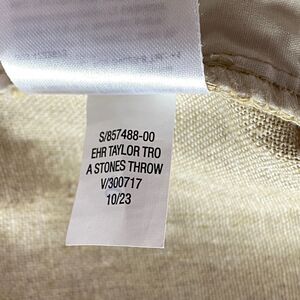 S/857488-00
EHR TAYLOR TRO
A STONES THROW
V/300717
10/23